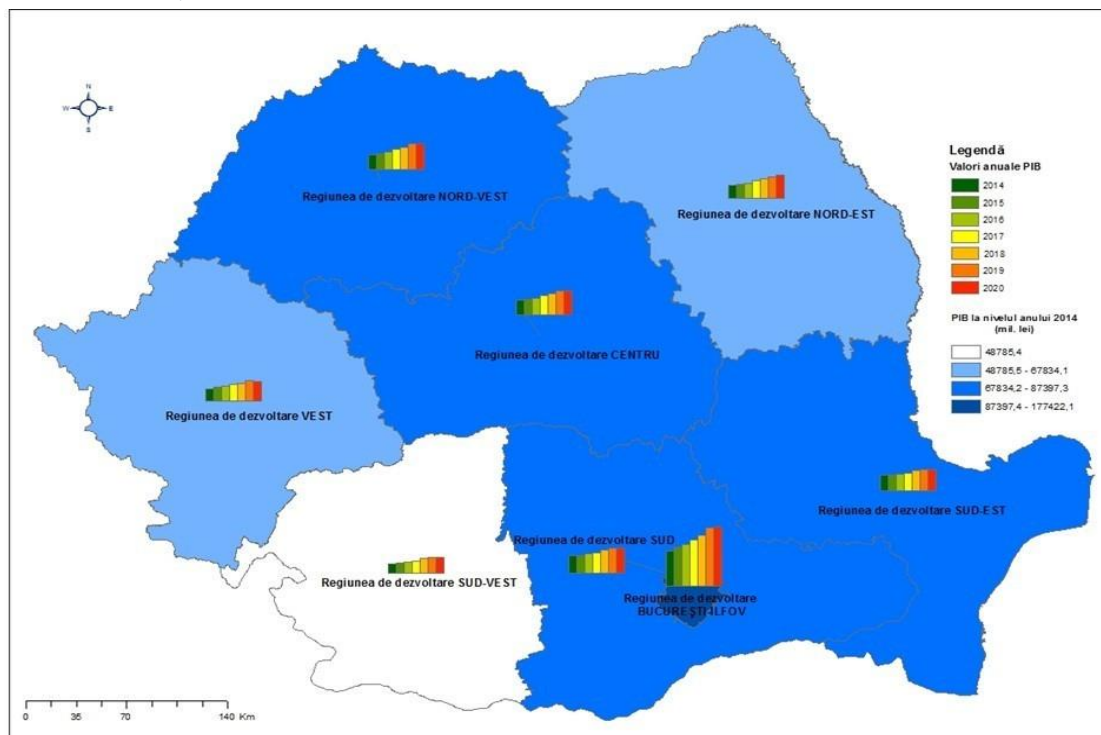 N
W E
S
Regiunea de dezvoltare NORD-VEST
Regiunea de dezvoltare NORD-EST
Regiunea de dezvoltare CENTRU
Regiunea de dezvoltare VEST
Regiunea de dezvoltare SUD-EST
Regiunea de dezvoltare SUD
Regiunea de dezvoltare SUD-VEST
Regiunea de dezvoltare
BUCUREȘTI-ILFOV
Legendă
Valori anuale PIB
2014
2015
2016
2017
2018
2019
2020
PIB la nivelul anului 2014
(mil. lei)
48785,4
48785,5 - 67834,1
67834,2 - 87397,3
87397,4 - 177422,1
0 35 70 140 Km